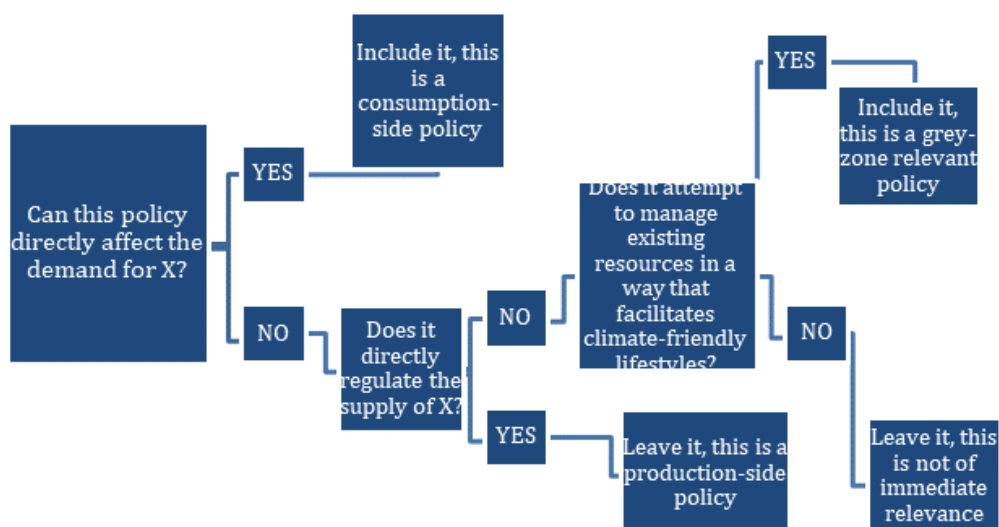 Can this policy
directly affect the
demand for X?
YES
Include it, this
is a
consumption-
side policy
NO
Does it
directly
regulate the
supply of X?
NO
Does it attempt
to manage
existing
resources in a
way that
facilitates
climate-friendly
lifestyles?
YES
Include it,
this is a grey-
zone relevant
policy
NO
Leave it, this
is not of
immediate
relevance
YES
Leave it, this is a
production-side
policy